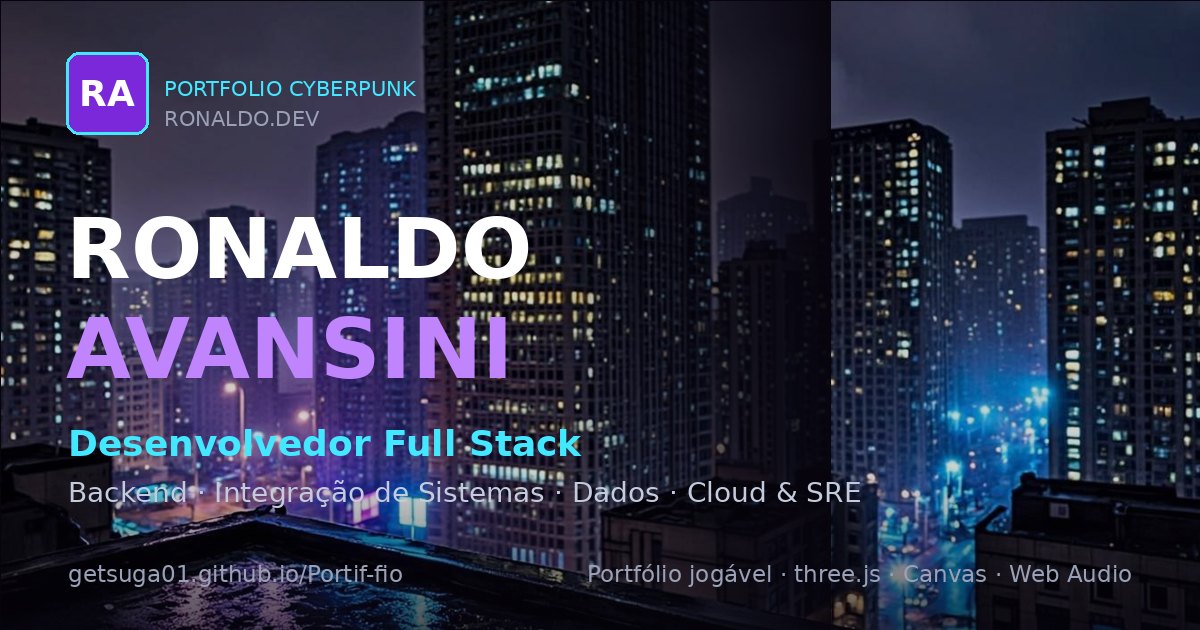 RA
PORTFOLIO CYBERPUNK
RONALDO.DEV
RONALDO
AVANSINI
Desenvolvedor Full Stack
Backend · Integração de Sistemas · Dados · Cloud & SRE
getsuga01.github.io/Portif-fio
Portfólio jogável · three.js · Canvas · Web Audio